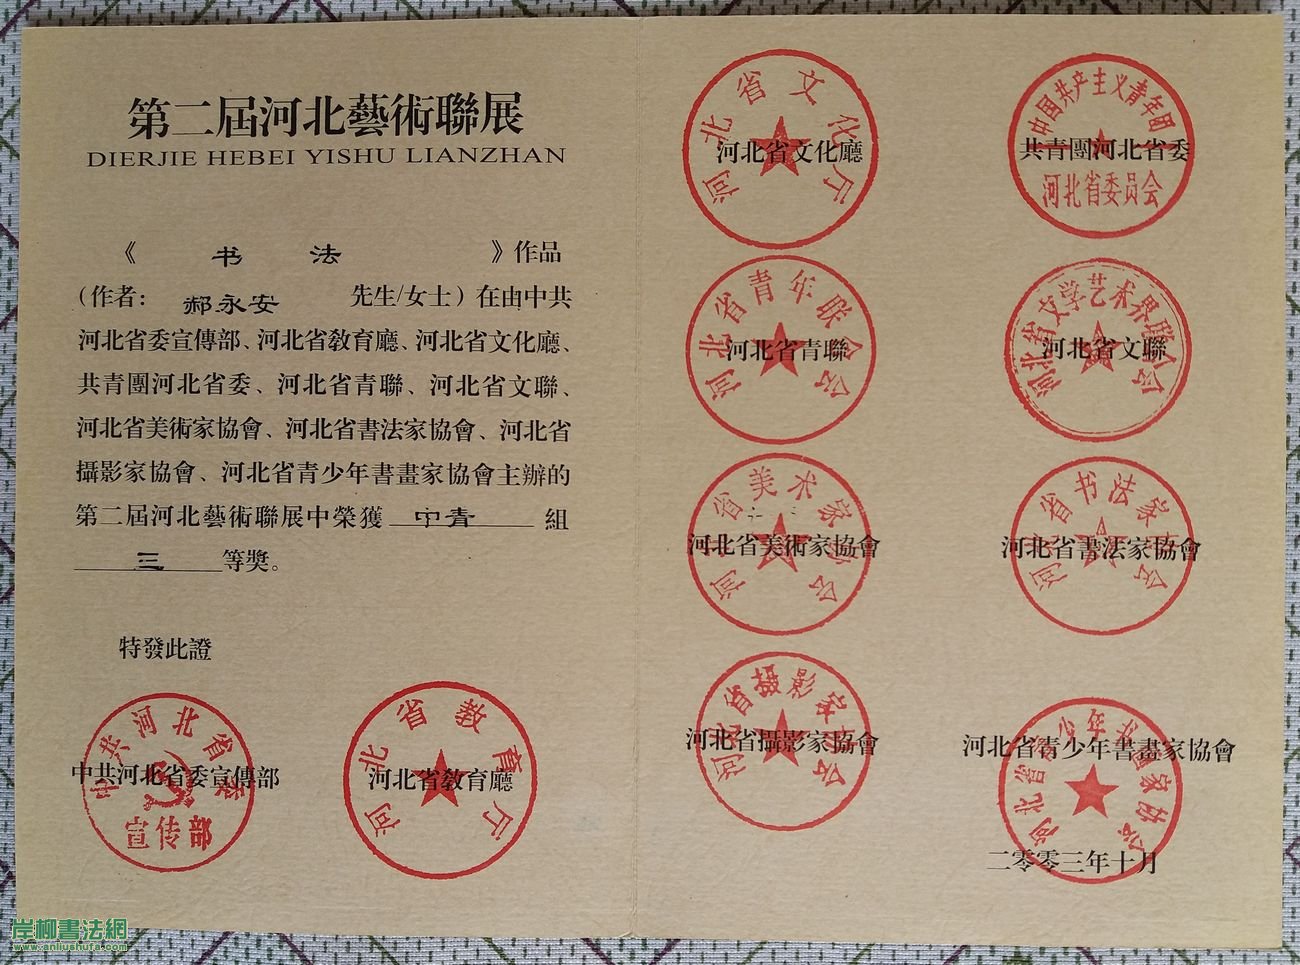 第二屆河北藝術聯展
DIERJIE HEBEI YISHU LIANZHAN
《 书 法 》作品
(作者: 郝永安 先生/女士) 在由中共
河北省委宣傳部、河北省教育廳、河北省文化廳、
共青團河北省委、河北省青聯、河北省文聯、
河北省美術家協會、河北省書法家協會、河北省
攝影家協會、河北省青少年書畫家協會主辦的
第二屆河北藝術聯展中榮獲 中青 組
三 等獎。
特發此證
中共河北省委
中共河北省委宣傳部
宣传部
河北省教育厅
河北省教育廳
河北省文化厅
河北省文化廳
中国共产主义青年团
共青團河北省委
河北省委员会
河北省青年联合会
河北省青聯
河北省文学艺术界联合会
河北省文聯
河北省美术家协会
河北省美術家協會
河北省书法家协会
河北省書法家協會
河北省摄影家协会
河北省攝影家協會
河北省青少年书画家协会
河北省青少年書畫家協會
二零零三年十月
岸柳書法網
www.anliushufa.com